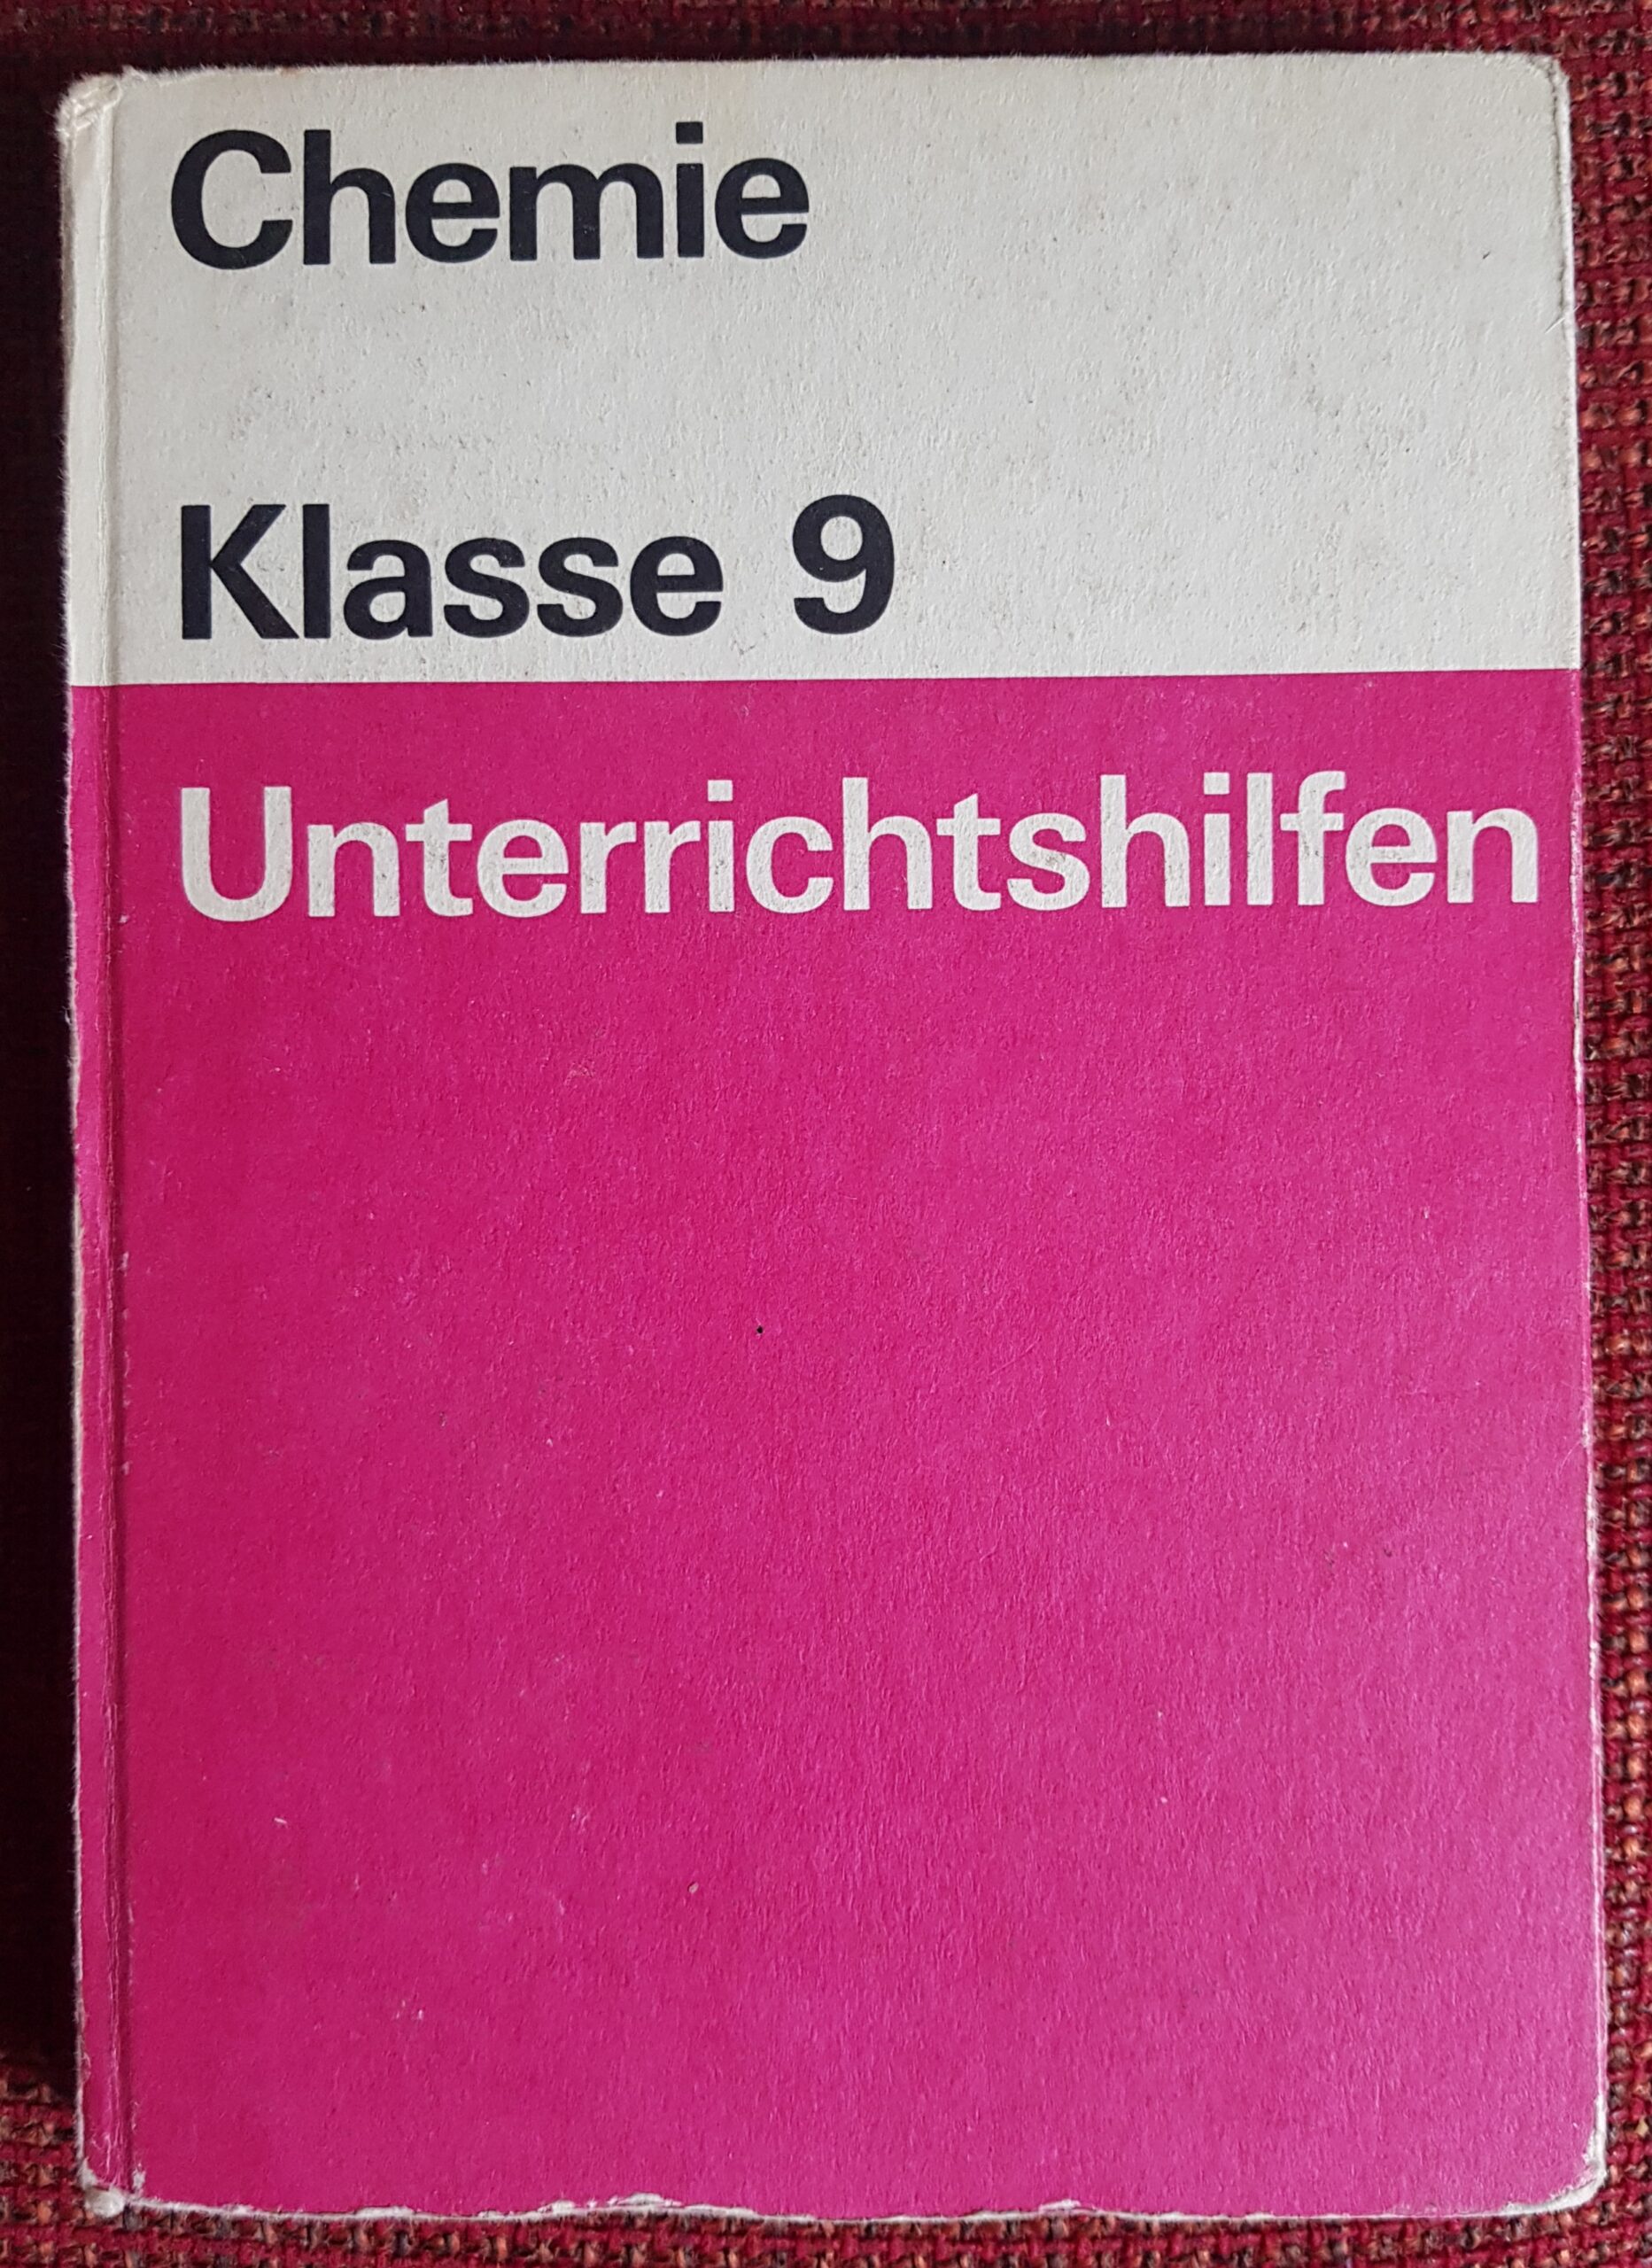 Chemie
Klasse 9
Unterrichtshilfen